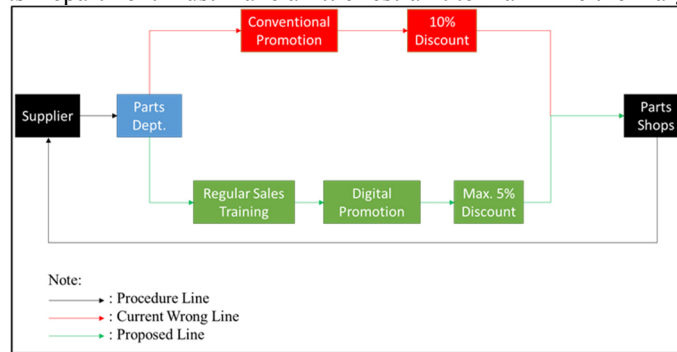 Conventional
Promotion
10%
Discount
Supplier
Parts
Dept.
Parts
Shops
Regular Sales
Training
Digital
Promotion
Max. 5%
Discount
Note:
: Procedure Line
: Current Wrong Line
: Proposed Line